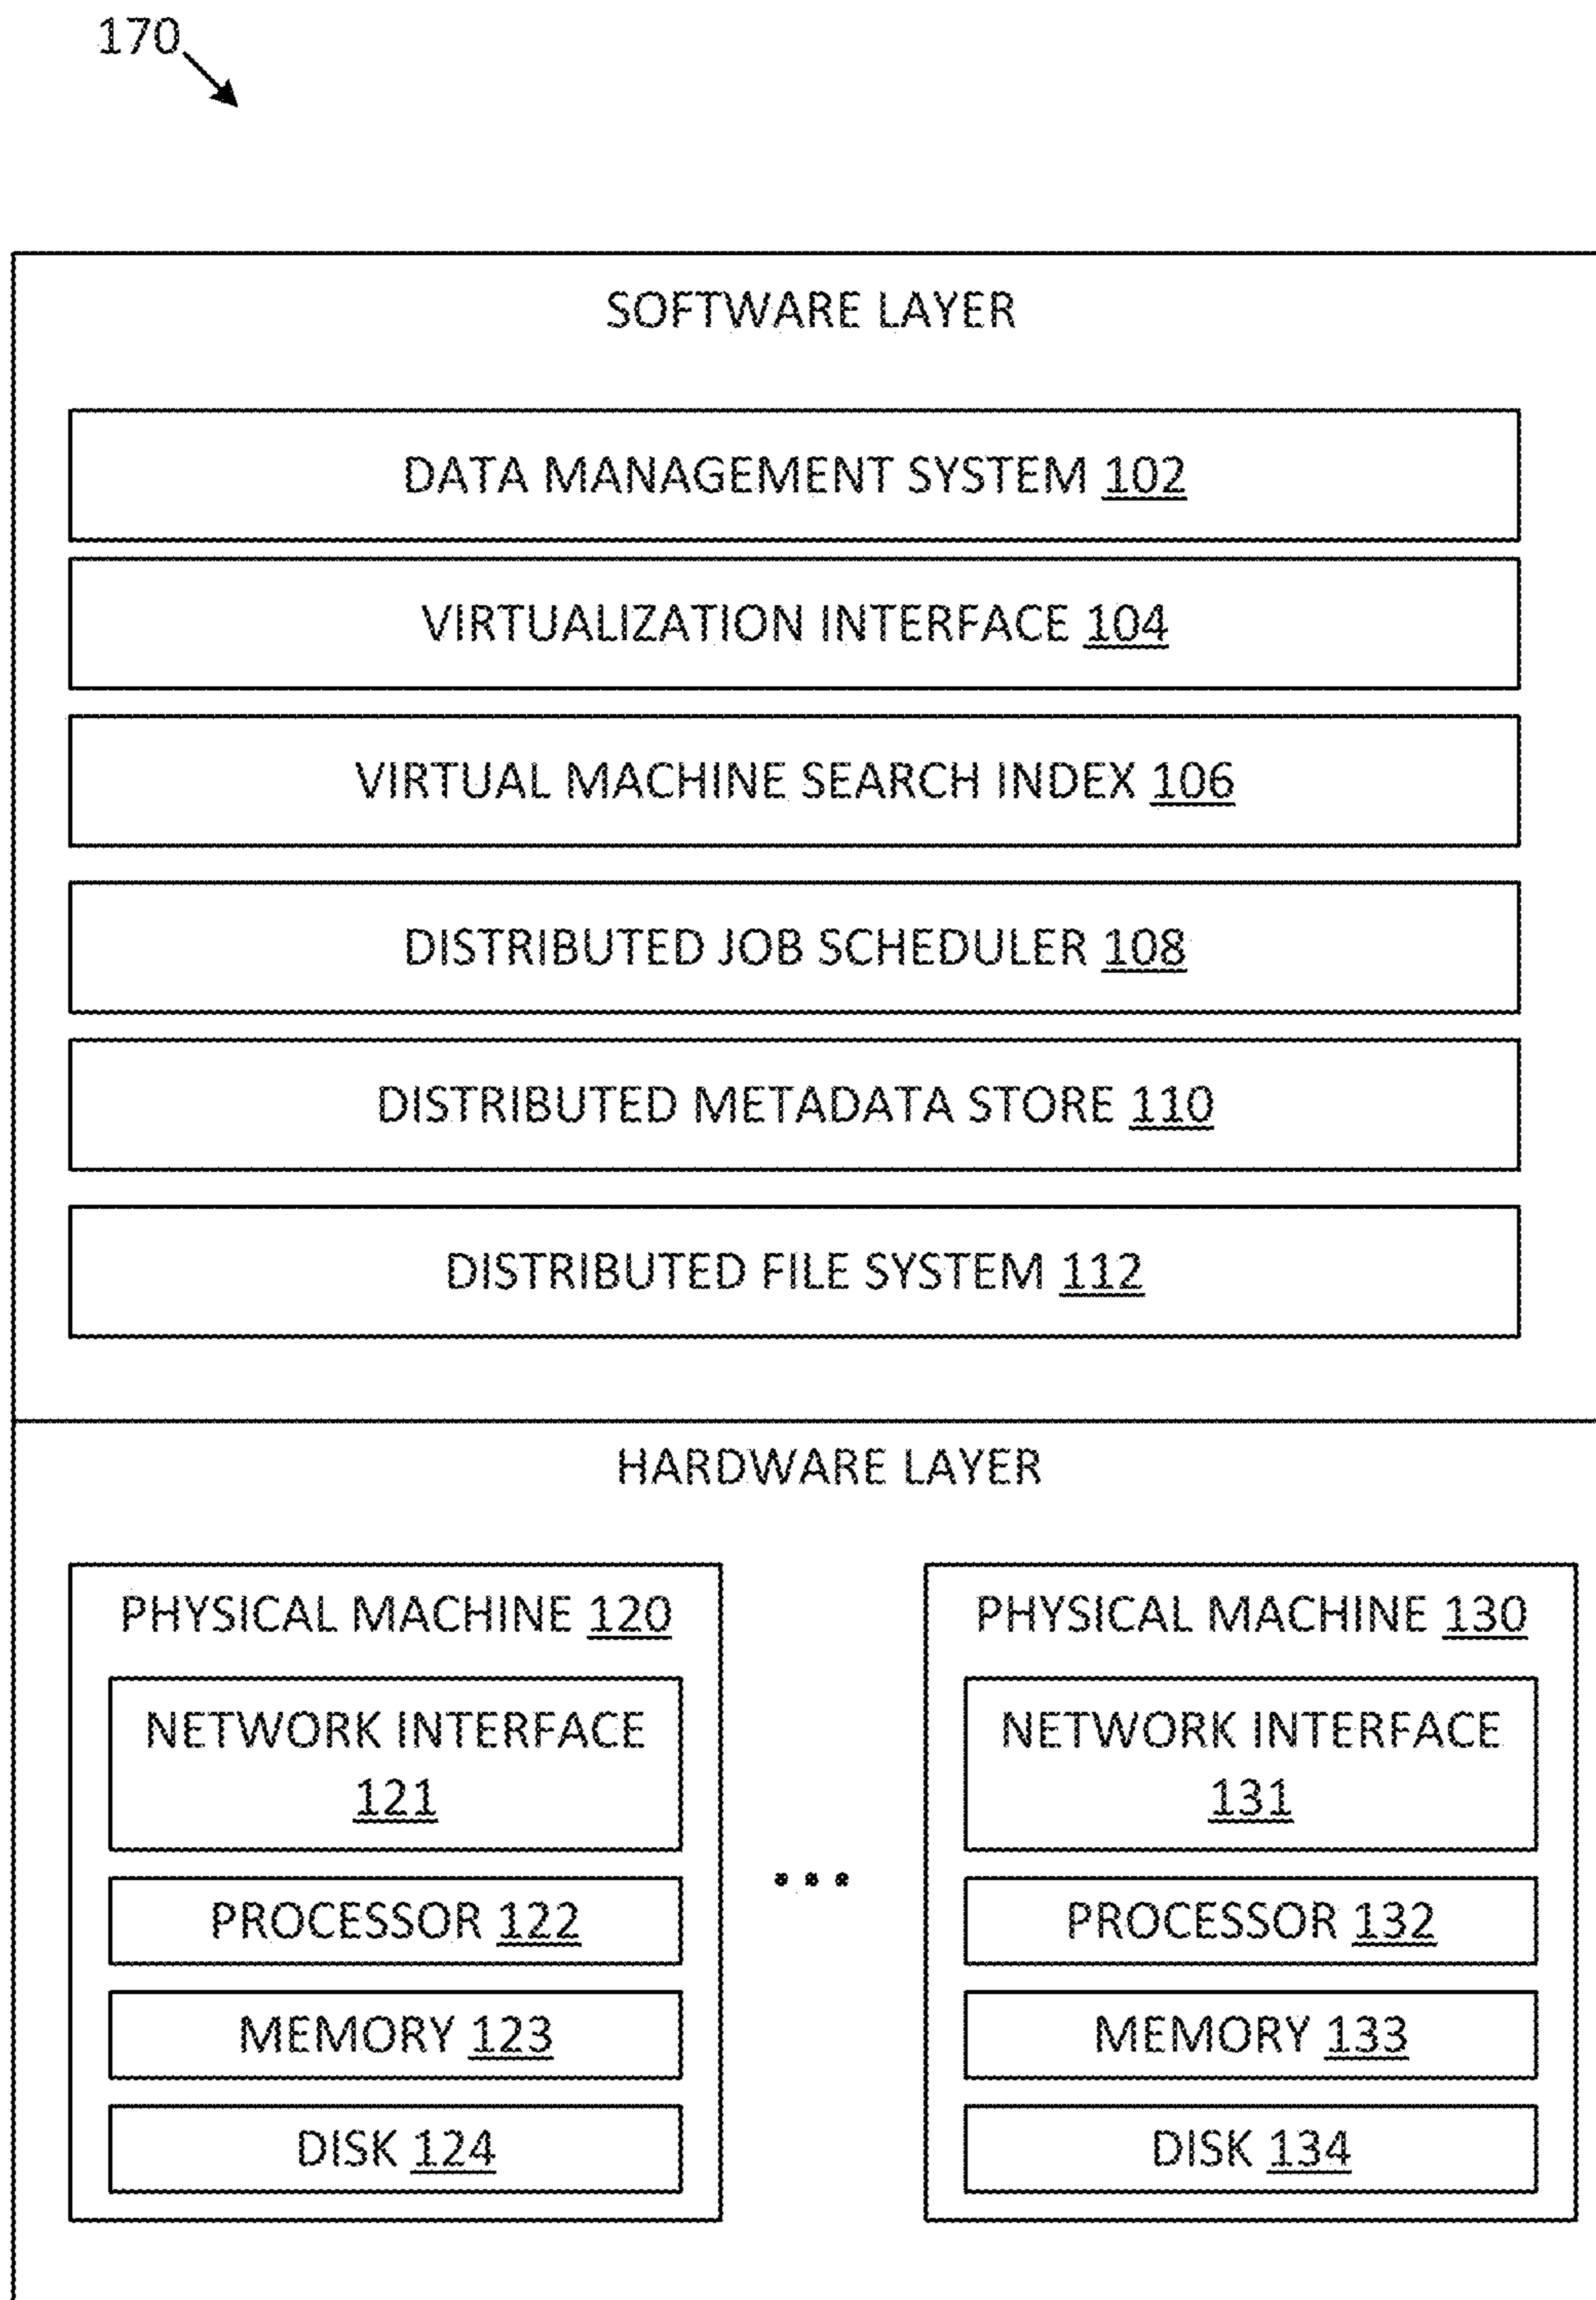 170
SOFTWARE LAYER
DATA MANAGEMENT SYSTEM 102
VIRTUALIZATION INTERFACE 104
VIRTUAL MACHINE SEARCH INDEX 106
DISTRIBUTED JOB SCHEDULER 108
DISTRIBUTED METADATA STORE 110
DISTRIBUTED FILE SYSTEM 112
HARDWARE LAYER
PHYSICAL MACHINE 120
NETWORK INTERFACE
121
PROCESSOR 122
MEMORY 123
DISK 124
...
PHYSICAL MACHINE 130
NETWORK INTERFACE
131
PROCESSOR 132
MEMORY 133
DISK 134